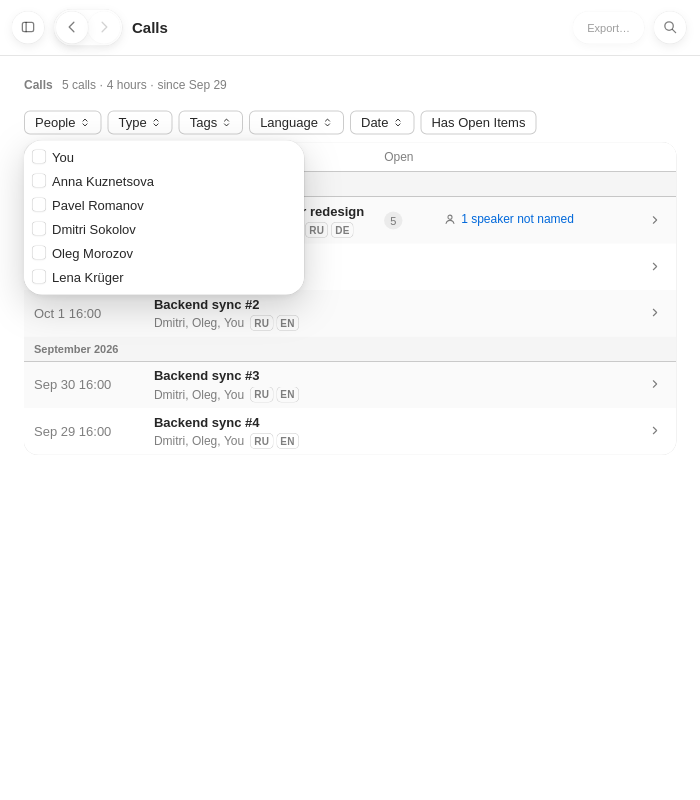 Calls
Export…
Calls 5 calls · 4 hours · since Sep 29
People Type Tags Language Date Has Open Items
You
Anna Kuznetsova
Pavel Romanov
Dmitri Sokolov
Oleg Morozov
Lena Krüger
Open
redesign
RU DE
5
1 speaker not named
Oct 1 16:00
Backend sync #2
Dmitri, Oleg, You RU EN
September 2026
Sep 30 16:00
Backend sync #3
Dmitri, Oleg, You RU EN
Sep 29 16:00
Backend sync #4
Dmitri, Oleg, You RU EN